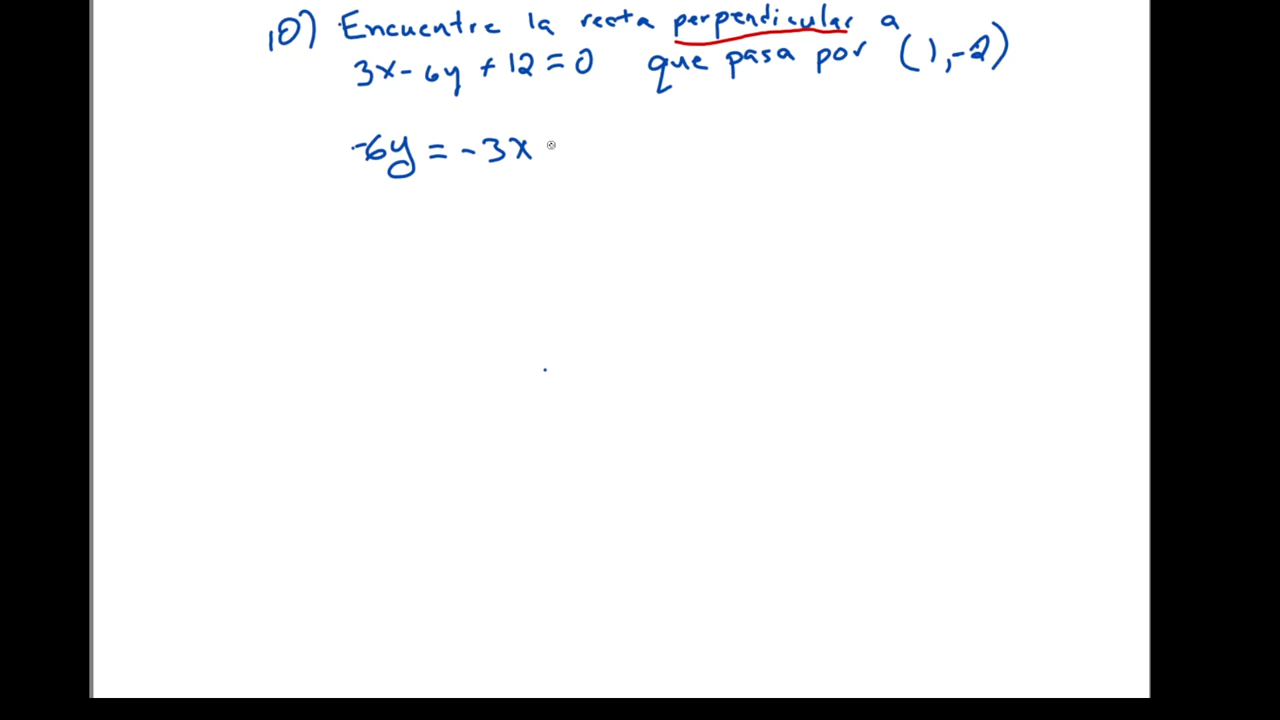 10) Encuentre la recta perpendicular a
3x - 6y + 12 = 0 que pasa por (1,-2)
-6y = -3x